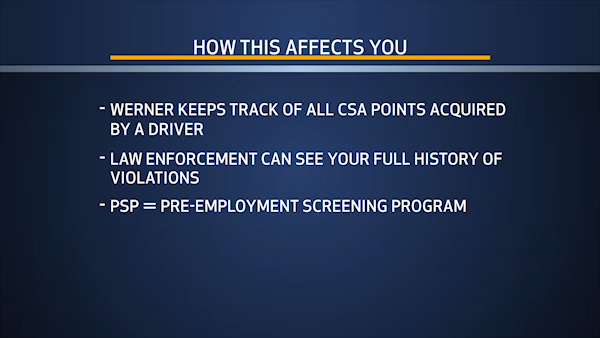 HOW THIS AFFECTS YOU
- WERNER KEEPS TRACK OF ALL CSA POINTS ACQUIRED
BY A DRIVER
- LAW ENFORCEMENT CAN SEE YOUR FULL HISTORY OF
VIOLATIONS
- PSP = PRE-EMPLOYMENT SCREENING PROGRAM